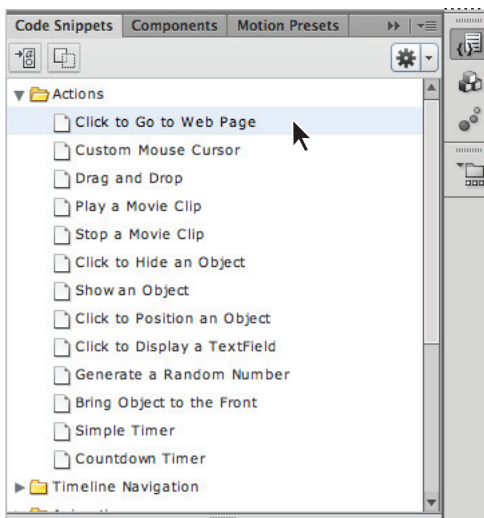 Code Snippets Components Motion Presets
Actions
Click to Go to Web Page
Custom Mouse Cursor
Drag and Drop
Play a Movie Clip
Stop a Movie Clip
Click to Hide an Object
Show an Object
Click to Position an Object
Click to Display a TextField
Generate a Random Number
Bring Object to the Front
Simple Timer
Countdown Timer
Timeline Navigation